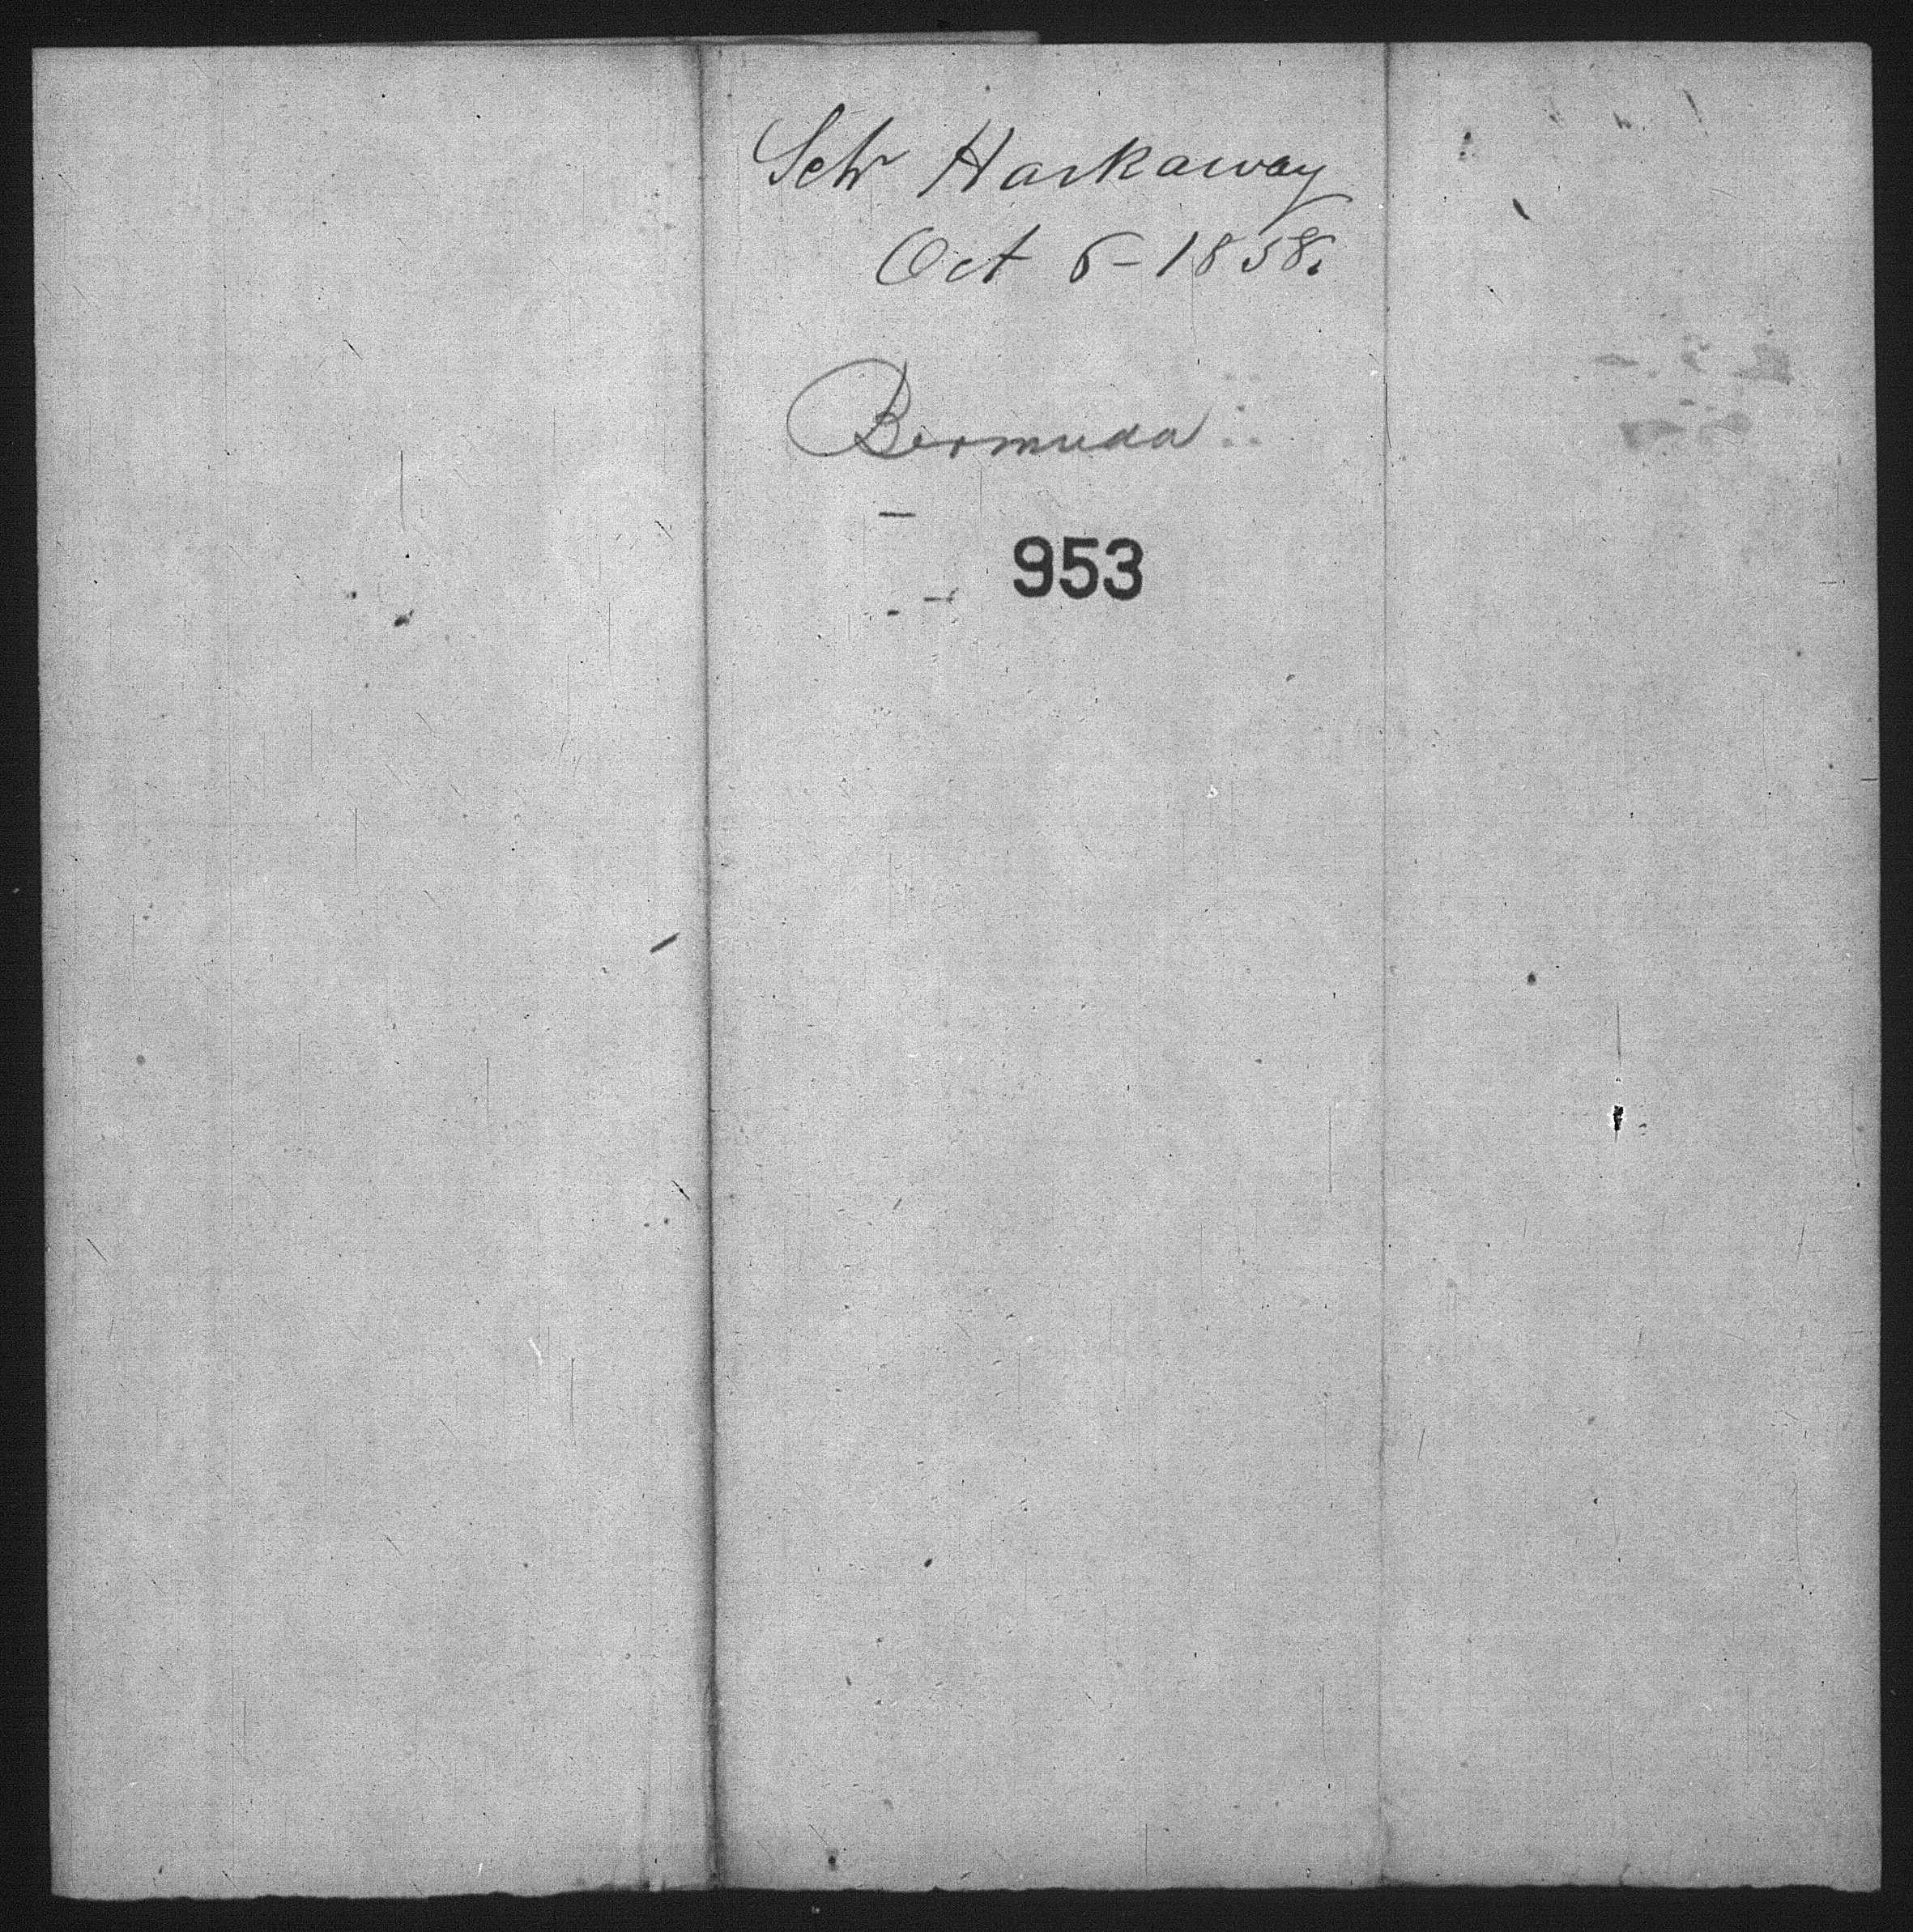 Schr Harkaway
Oct 6 - 1858.
Bermuda
953